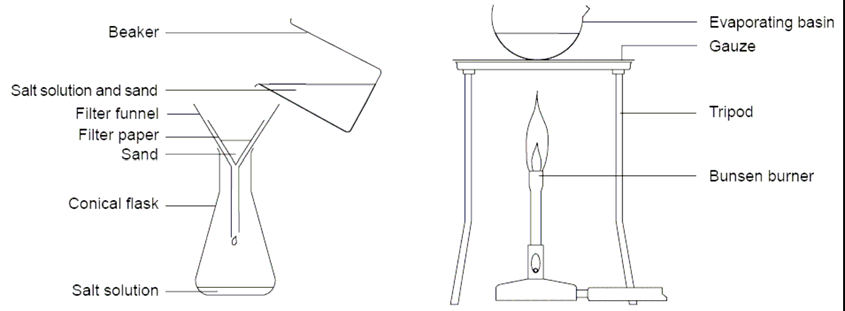 Beaker
Salt solution and sand
Filter funnel
Filter paper
Sand
Conical flask
Salt solution
Evaporating basin
Gauze
Tripod
Bunsen burner